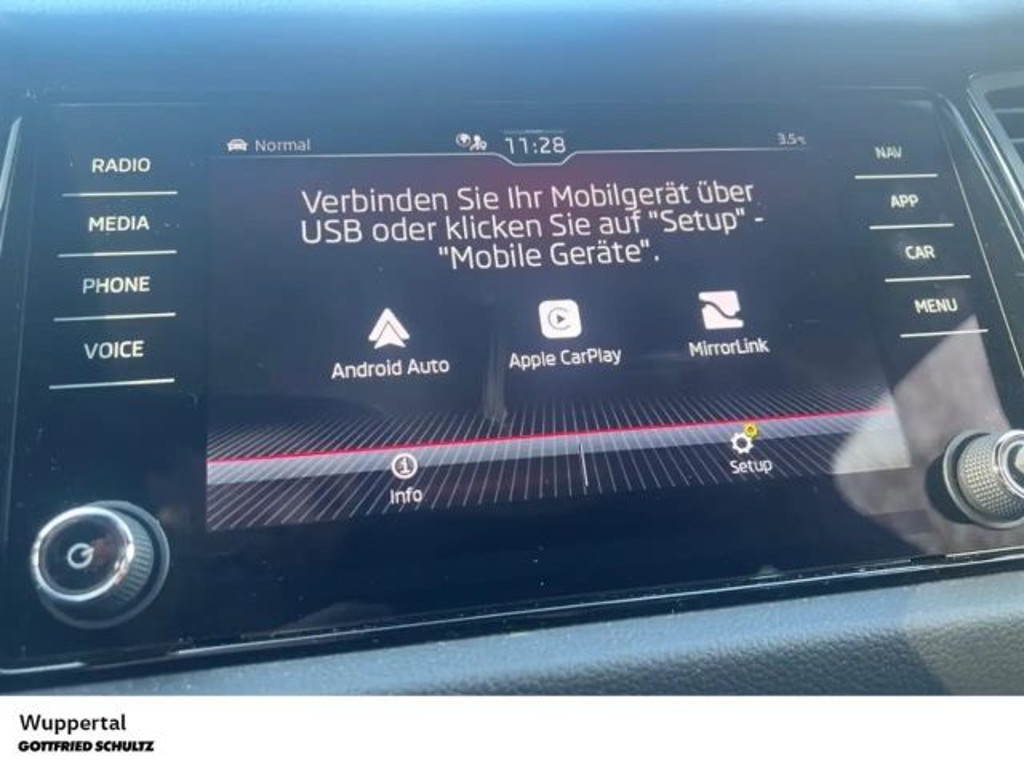 Normal
11:28
3.5°C
RADIO
MEDIA
PHONE
VOICE
NAV
APP
CAR
MENU
Verbinden Sie Ihr Mobilgerät über
USB oder klicken Sie auf "Setup" -
"Mobile Geräte".
Android Auto
Apple CarPlay
MirrorLink
Info
Setup
Wuppertal
GOTTFRIED SCHULTZ